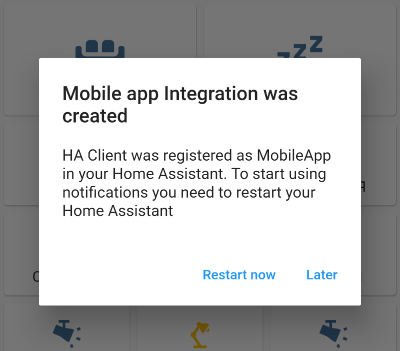 Mobile app Integration was
created
HA Client was registered as MobileApp
in your Home Assistant. To start using
notifications you need to restart your
Home Assistant
Restart now
Later